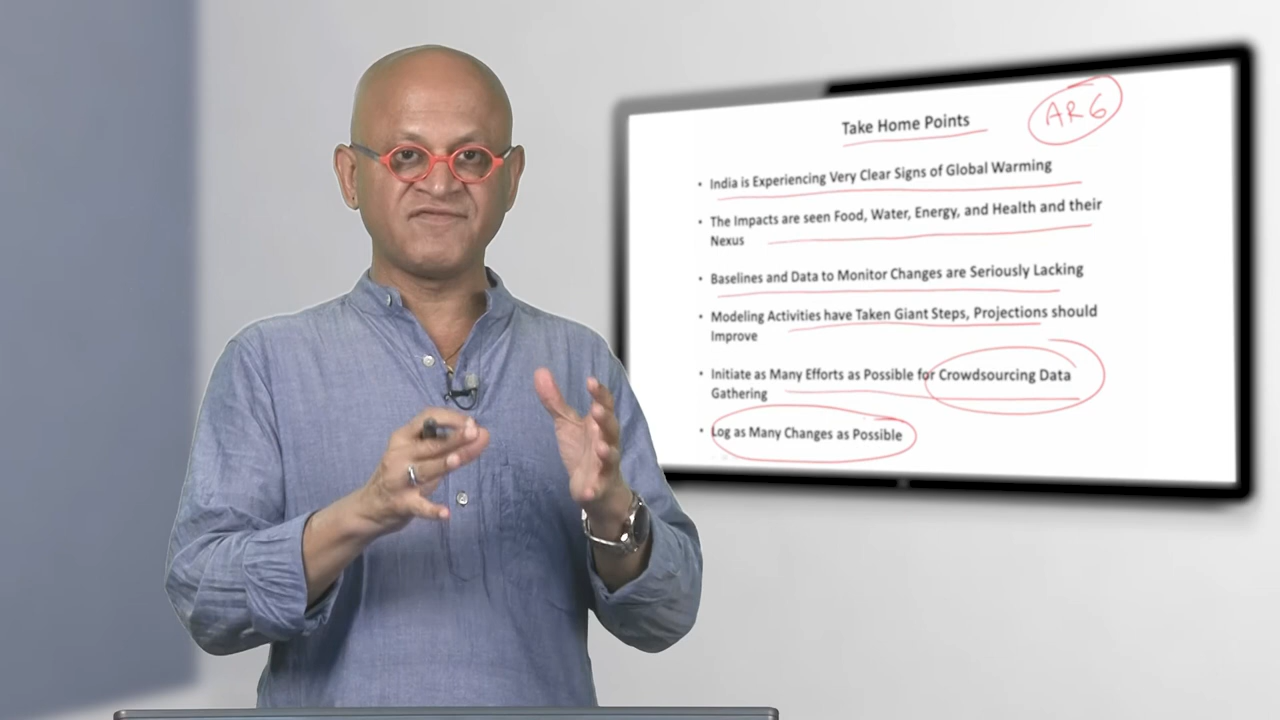 Take Home Points
AR6
• India is Experiencing Very Clear Signs of Global Warming
• The Impacts are seen Food, Water, Energy, and Health and their
Nexus
• Baselines and Data to Monitor Changes are Seriously Lacking
• Modeling Activities have Taken Giant Steps, Projections should
Improve
• Initiate as Many Efforts as Possible for Crowdsourcing Data
Gathering
• Log as Many Changes as Possible